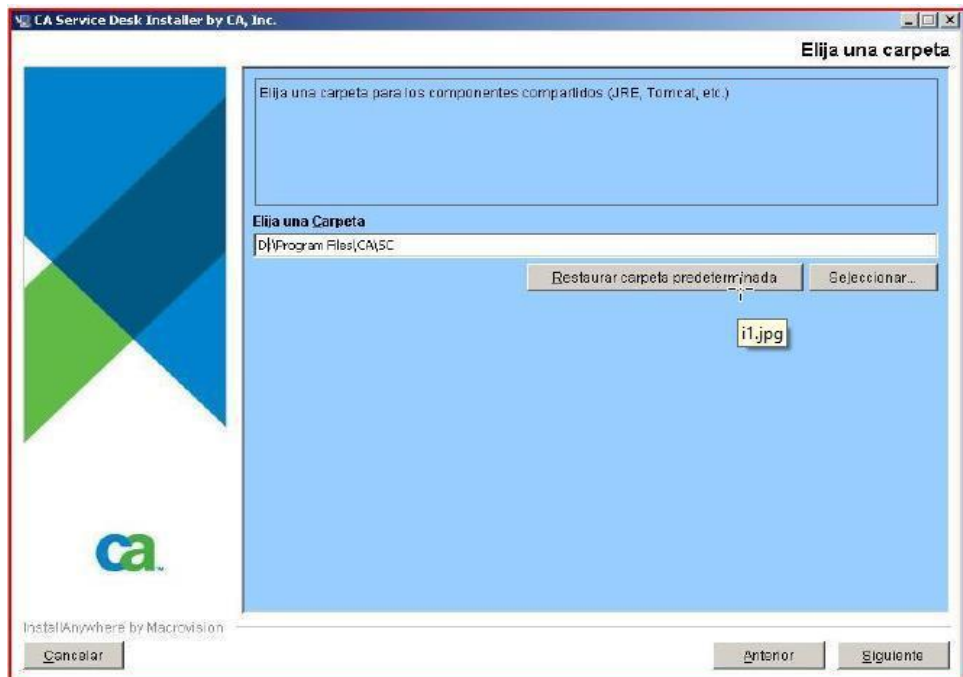 CA Service Desk Installer by CA, Inc.
Elija una carpeta
Elija una carpeta para los componentes compartidos (JRE, Tomcat, etc.)
Elija una Carpeta
D:\Program Files\CA\SC
Restaurar carpeta predeterminada
Seleccionar...
i1.jpg
ca
InstallAnywhere by Macrovision
Cancelar
Anterior
Siguiente